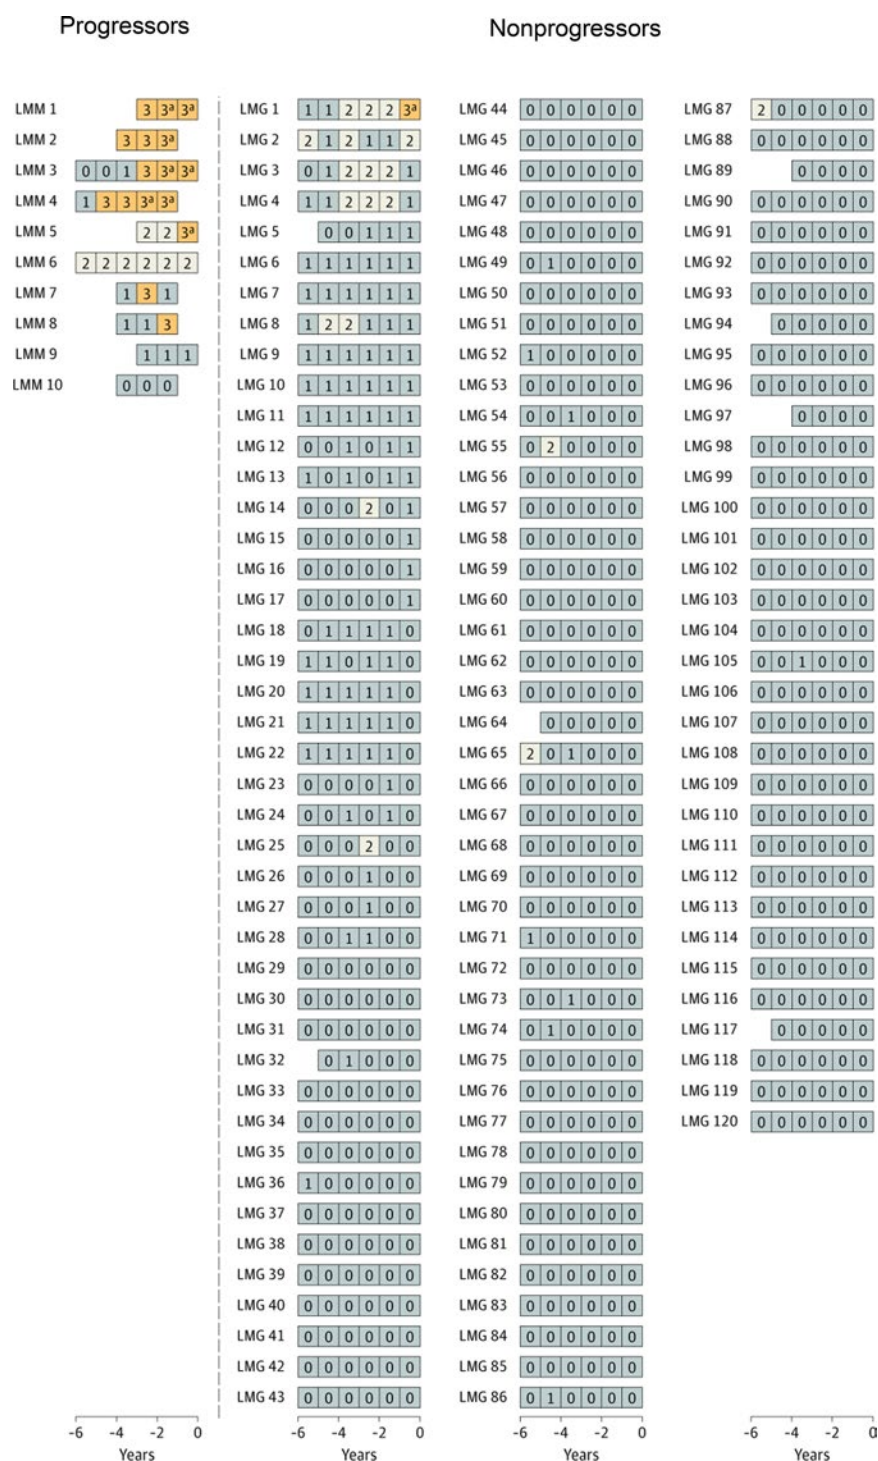 Progressors
LMM 1 3 3ᵃ 3ᵃ
LMM 2 3 3 3ᵃ
LMM 3 0 0 1 3 3ᵃ 3ᵃ
LMM 4 1 3 3 3ᵃ 3ᵃ
LMM 5 2 2 3ᵃ
LMM 6 2 2 2 2 2 2
LMM 7 1 3 1
LMM 8 1 1 3
LMM 9 1 1 1
LMM 10 0 0 0
-6 -4 -2 0
Years
Nonprogressors
LMG 1 1 1 2 2 2 3ᵃ
LMG 2 2 1 2 1 1 2
LMG 3 0 1 2 2 2 1
LMG 4 1 1 2 2 2 1
LMG 5 0 0 1 1 1
LMG 6 1 1 1 1 1 1
LMG 7 1 1 1 1 1 1
LMG 8 1 2 2 1 1 1
LMG 9 1 1 1 1 1 1
LMG 10 1 1 1 1 1 1
LMG 11 1 1 1 1 1 1
LMG 12 0 0 1 0 1 1
LMG 13 1 0 1 0 1 1
LMG 14 0 0 0 2 0 1
LMG 15 0 0 0 0 0 1
LMG 16 0 0 0 0 0 1
LMG 17 0 0 0 0 0 1
LMG 18 0 1 1 1 1 0
LMG 19 1 1 0 1 1 0
LMG 20 1 1 1 1 1 0
LMG 21 1 1 1 1 1 0
LMG 22 1 1 1 1 1 0
LMG 23 0 0 0 0 1 0
LMG 24 0 0 1 0 1 0
LMG 25 0 0 0 2 0 0
LMG 26 0 0 0 1 0 0
LMG 27 0 0 0 1 0 0
LMG 28 0 0 1 1 0 0
LMG 29 0 0 0 0 0 0
LMG 30 0 0 0 0 0 0
LMG 31 0 0 0 0 0 0
LMG 32 0 1 0 0 0
LMG 33 0 0 0 0 0 0
LMG 34 0 0 0 0 0 0
LMG 35 0 0 0 0 0 0
LMG 36 1 0 0 0 0 0
LMG 37 0 0 0 0 0 0
LMG 38 0 0 0 0 0 0
LMG 39 0 0 0 0 0 0
LMG 40 0 0 0 0 0 0
LMG 41 0 0 0 0 0 0
LMG 42 0 0 0 0 0 0
LMG 43 0 0 0 0 0 0
-6 -4 -2 0
Years
LMG 44 0 0 0 0 0 0
LMG 45 0 0 0 0 0 0
LMG 46 0 0 0 0 0 0
LMG 47 0 0 0 0 0 0
LMG 48 0 0 0 0 0 0
LMG 49 0 1 0 0 0 0
LMG 50 0 0 0 0 0 0
LMG 51 0 0 0 0 0 0
LMG 52 1 0 0 0 0 0
LMG 53 0 0 0 0 0 0
LMG 54 0 0 1 0 0 0
LMG 55 0 2 0 0 0 0
LMG 56 0 0 0 0 0 0
LMG 57 0 0 0 0 0 0
LMG 58 0 0 0 0 0 0
LMG 59 0 0 0 0 0 0
LMG 60 0 0 0 0 0 0
LMG 61 0 0 0 0 0 0
LMG 62 0 0 0 0 0 0
LMG 63 0 0 0 0 0 0
LMG 64 0 0 0 0 0
LMG 65 2 0 1 0 0 0
LMG 66 0 0 0 0 0 0
LMG 67 0 0 0 0 0 0
LMG 68 0 0 0 0 0 0
LMG 69 0 0 0 0 0 0
LMG 70 0 0 0 0 0 0
LMG 71 1 0 0 0 0 0
LMG 72 0 0 0 0 0 0
LMG 73 0 0 1 0 0 0
LMG 74 0 1 0 0 0 0
LMG 75 0 0 0 0 0 0
LMG 76 0 0 0 0 0 0
LMG 77 0 0 0 0 0 0
LMG 78 0 0 0 0 0 0
LMG 79 0 0 0 0 0 0
LMG 80 0 0 0 0 0 0
LMG 81 0 0 0 0 0 0
LMG 82 0 0 0 0 0 0
LMG 83 0 0 0 0 0 0
LMG 84 0 0 0 0 0 0
LMG 85 0 0 0 0 0 0
LMG 86 0 1 0 0 0 0
-6 -4 -2 0
Years
LMG 87 2 0 0 0 0 0
LMG 88 0 0 0 0 0 0
LMG 89 0 0 0 0
LMG 90 0 0 0 0 0 0
LMG 91 0 0 0 0 0 0
LMG 92 0 0 0 0 0 0
LMG 93 0 0 0 0 0 0
LMG 94 0 0 0 0 0
LMG 95 0 0 0 0 0 0
LMG 96 0 0 0 0 0 0
LMG 97 0 0 0 0
LMG 98 0 0 0 0 0 0
LMG 99 0 0 0 0 0 0
LMG 100 0 0 0 0 0 0
LMG 101 0 0 0 0 0 0
LMG 102 0 0 0 0 0 0
LMG 103 0 0 0 0 0 0
LMG 104 0 0 0 0 0 0
LMG 105 0 0 1 0 0 0
LMG 106 0 0 0 0 0 0
LMG 107 0 0 0 0 0 0
LMG 108 0 0 0 0 0 0
LMG 109 0 0 0 0 0 0
LMG 110 0 0 0 0 0 0
LMG 111 0 0 0 0 0 0
LMG 112 0 0 0 0 0 0
LMG 113 0 0 0 0 0 0
LMG 114 0 0 0 0 0 0
LMG 115 0 0 0 0 0 0
LMG 116 0 0 0 0 0 0
LMG 117 0 0 0 0 0
LMG 118 0 0 0 0 0 0
LMG 119 0 0 0 0 0 0
LMG 120 0 0 0 0 0 0
-6 -4 -2 0
Years